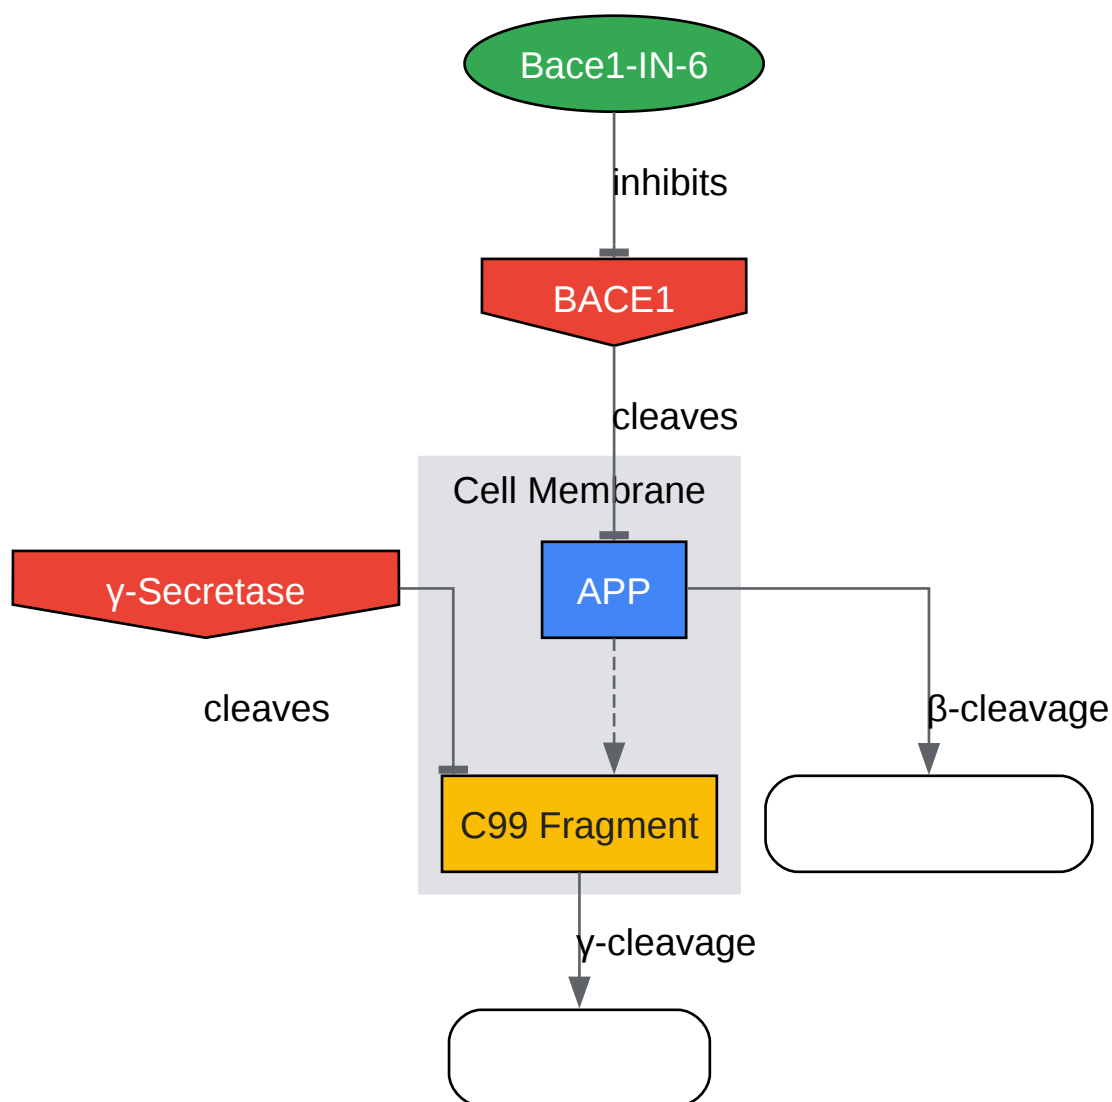 Bace1-IN-6
inhibits
BACE1
cleaves
Cell Membrane
γ-Secretase
APP
cleaves
β-cleavage
C99 Fragment
γ-cleavage